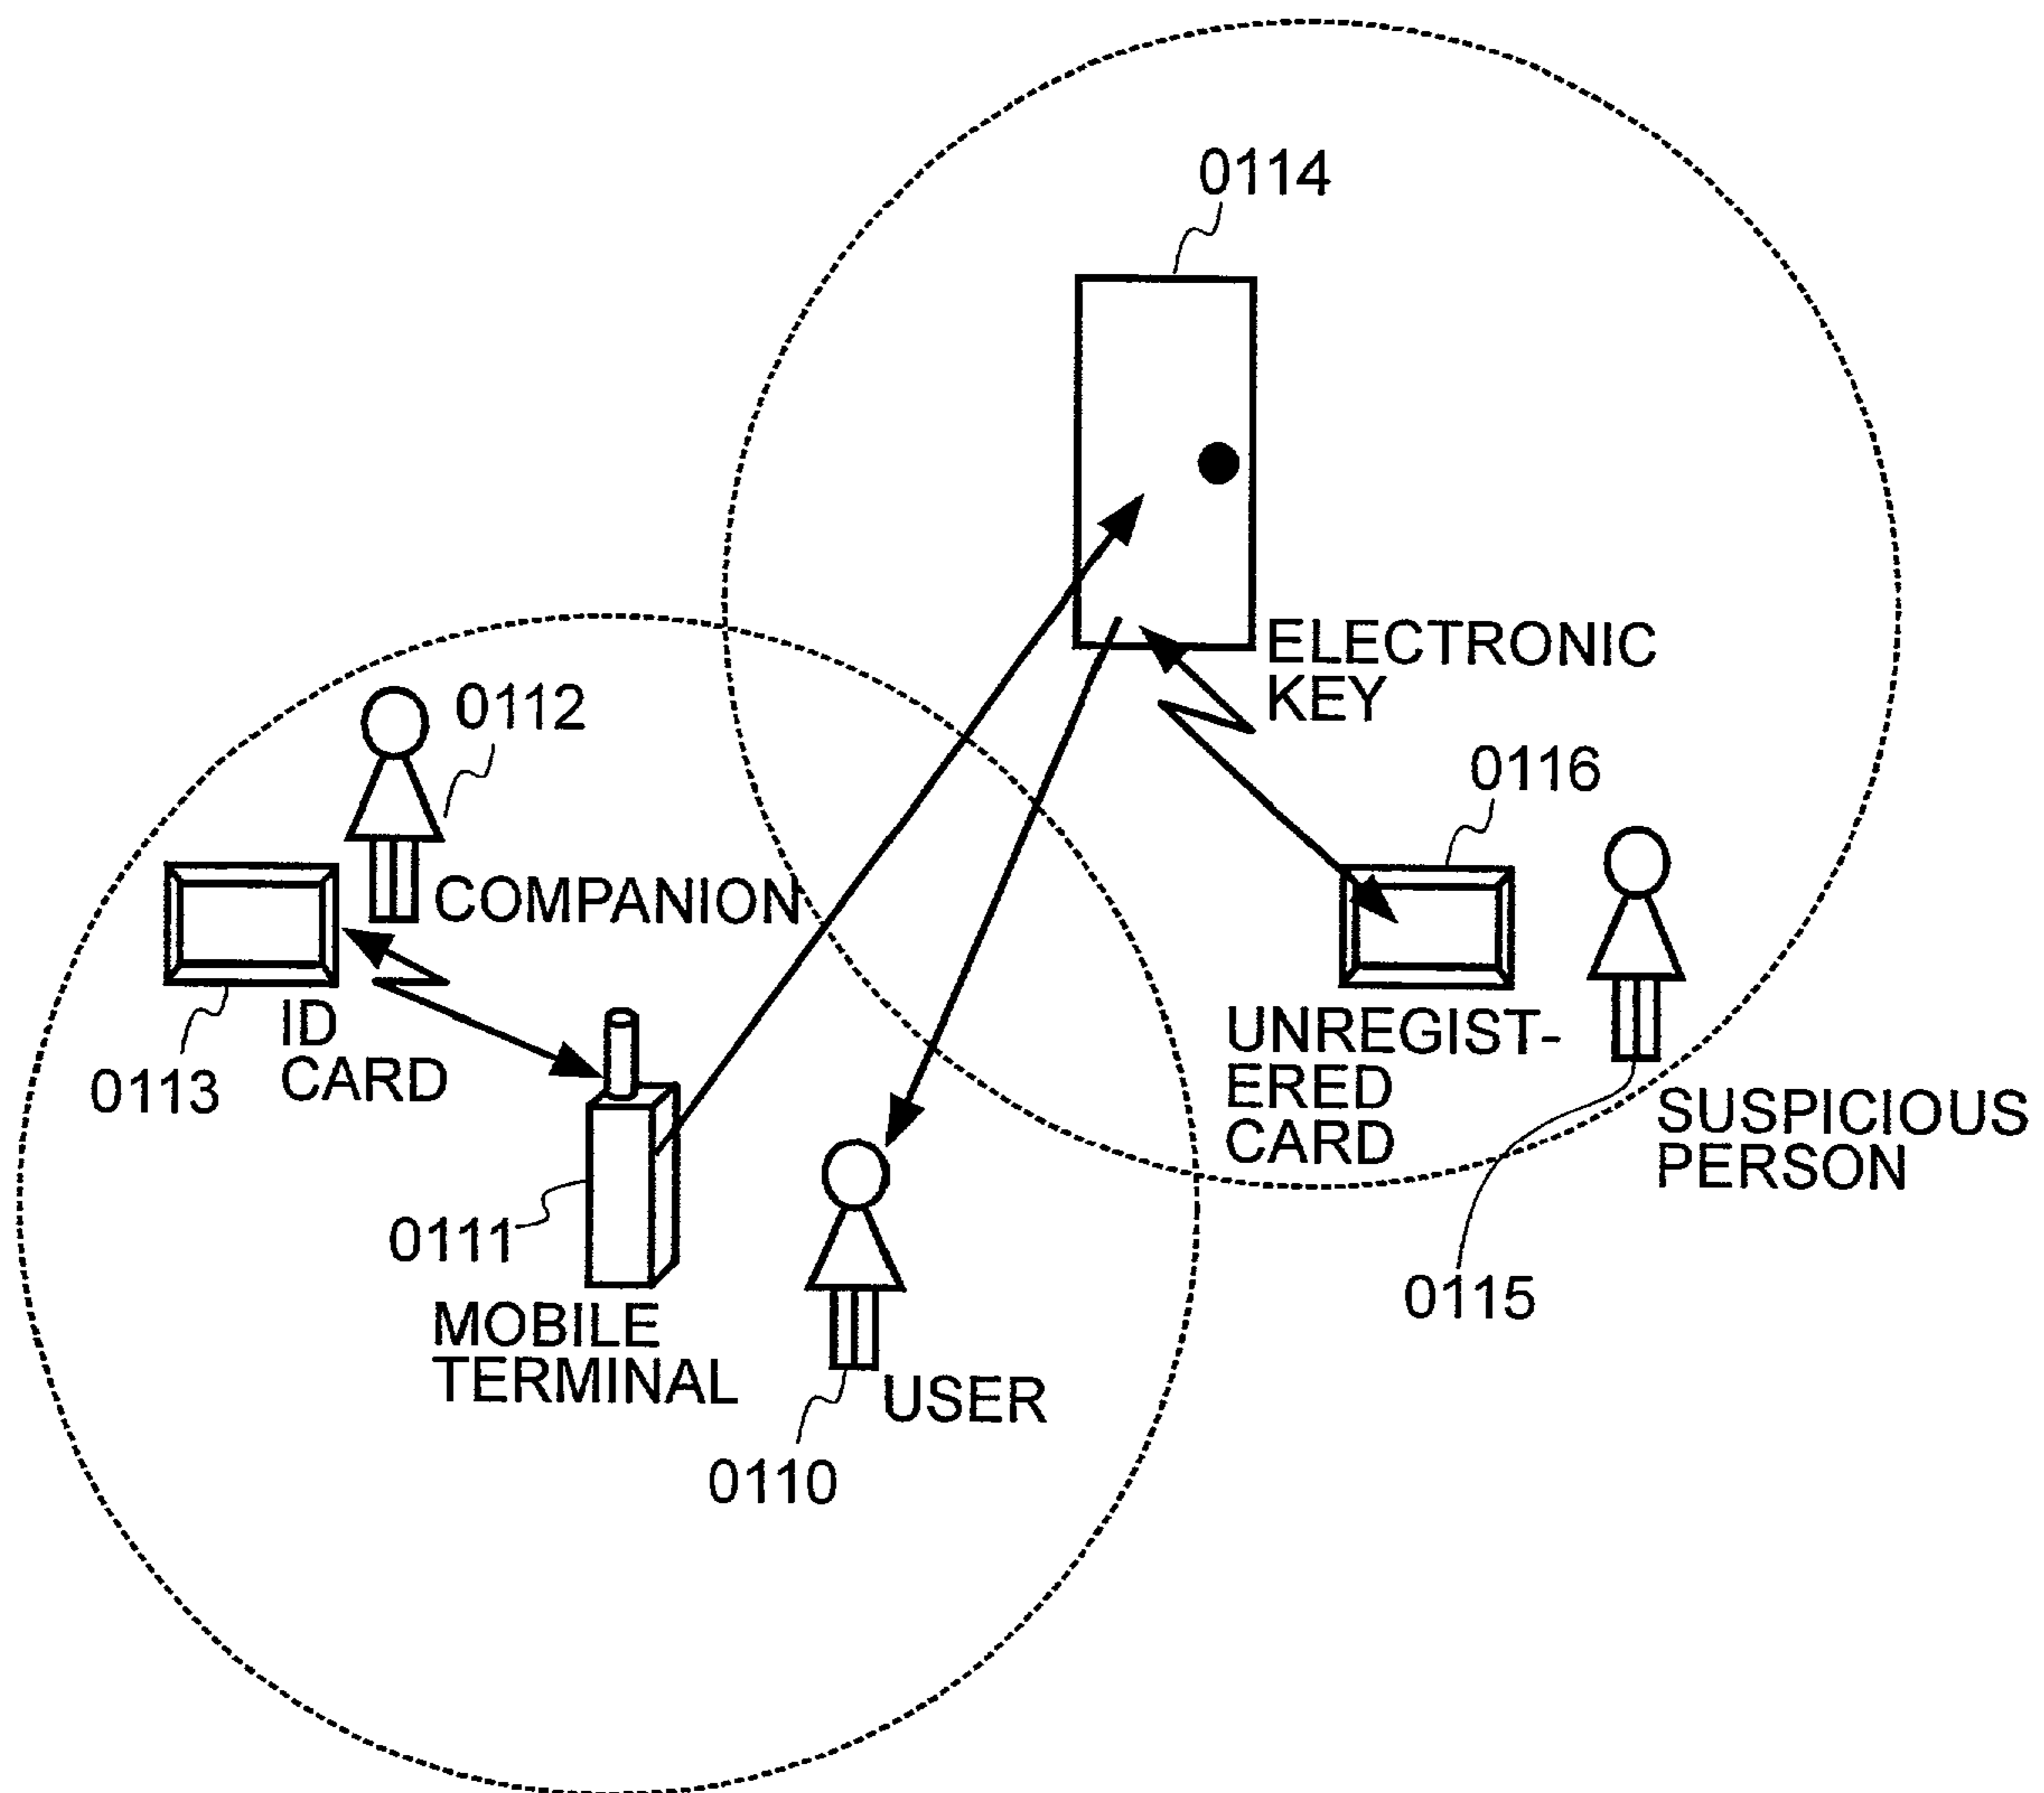 0114
ELECTRONIC
KEY
0112
0116
COMPANION
ID
CARD
0113
UNREGIST-
ERED
CARD
SUSPICIOUS
PERSON
0111
0115
MOBILE
TERMINAL
USER
0110